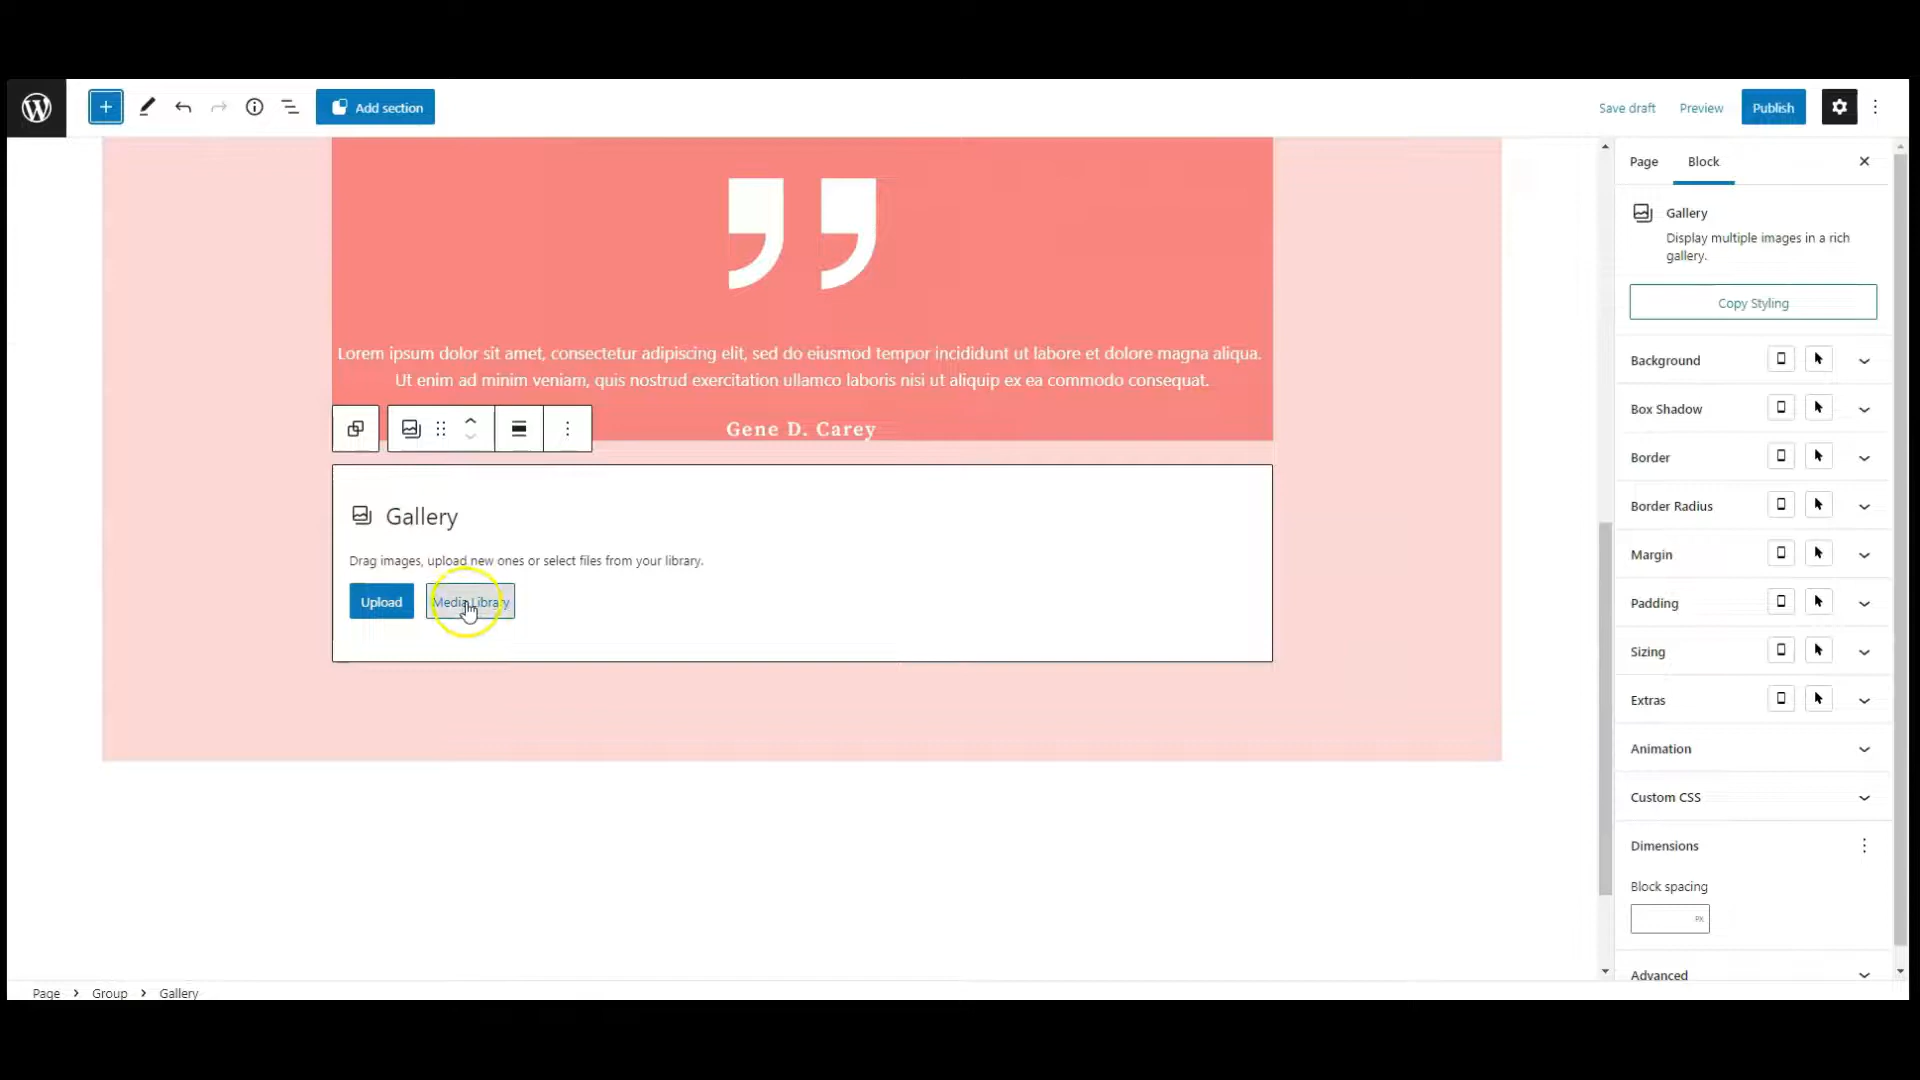 Add section
Save draft
Preview
Publish
Page
Block
Gallery
Display multiple images in a rich
gallery.
Copy Styling
Lorem ipsum dolor sit amet, consectetur adipiscing elit, sed do eiusmod tempor incididunt ut labore et dolore magna aliqua.
Ut enim ad minim veniam, quis nostrud exercitation ullamco laboris nisi ut aliquip ex ea commodo consequat.
Gene D. Carey
Gallery
Drag images, upload new ones or select files from your library.
Upload
Media Library
Background
Box Shadow
Border
Border Radius
Margin
Padding
Sizing
Extras
Animation
Custom CSS
Dimensions
Block spacing
PX
Advanced
Page > Group > Gallery